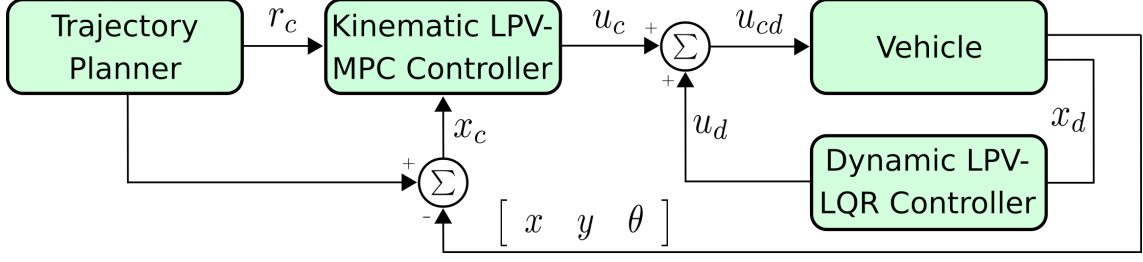 Trajectory
Planner
r_c
Kinematic LPV-
MPC Controller
u_c
+
Σ
+
u_cd
Vehicle
x_c
u_d
x_d
+
Σ
-
Dynamic LPV-
LQR Controller
[ x y θ ]